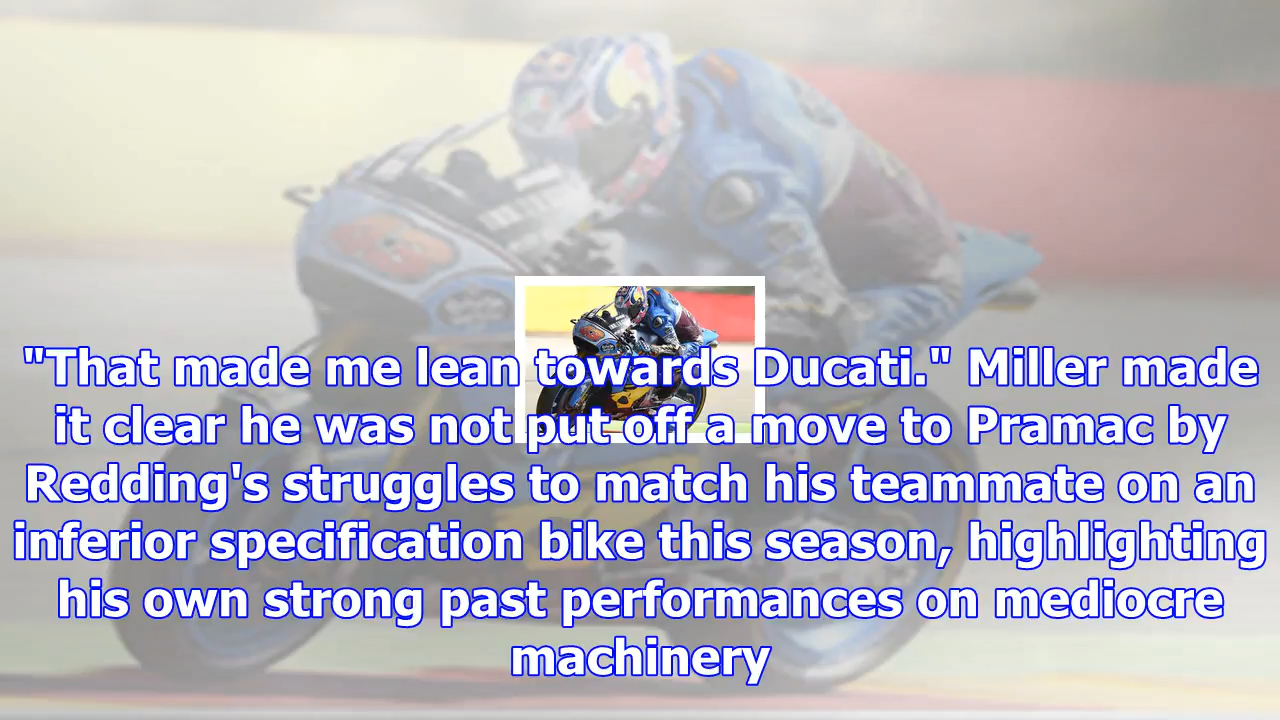 "That made me lean towards Ducati." Miller made
it clear he was not put off a move to Pramac by
Redding's struggles to match his teammate on an
inferior specification bike this season, highlighting
his own strong past performances on mediocre
machinery